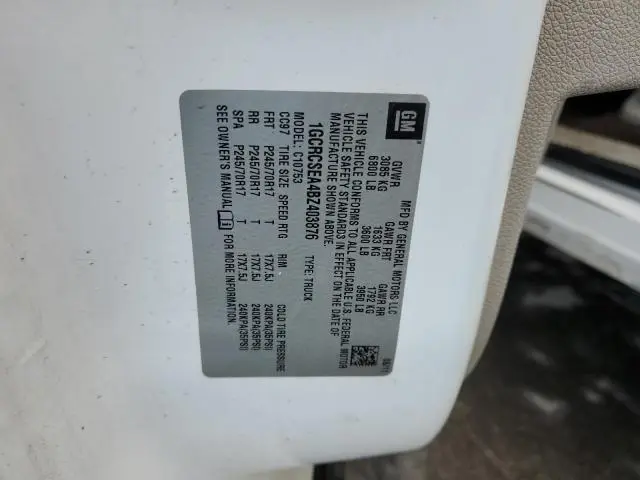 GM
MFD BY GENERAL MOTORS LLC
GVWR GAWR FRT GAWR RR
3085 KG 1633 KG 1792 KG
6800 LB 3600 LB 3950 LB
THIS VEHICLE CONFORMS TO ALL APPLICABLE U.S. FEDERAL MOTOR
VEHICLE SAFETY STANDARDS IN EFFECT ON THE DATE OF
MANUFACTURE SHOWN ABOVE.
1GCRCSEA4BZ403876 TYPE: TRUCK
MODEL: C10753
CC97 TIRE SIZE SPEED RTG RIM COLD TIRE PRESSURE
FRT P245/70R17 T 17X7.5J 240KPA(35PSI)
RR P245/70R17 T 17X7.5J 240KPA(35PSI)
SPA P245/70R17 T 17X7.5J 240KPA(35PSI)
SEE OWNER'S MANUAL FOR MORE INFORMATION.